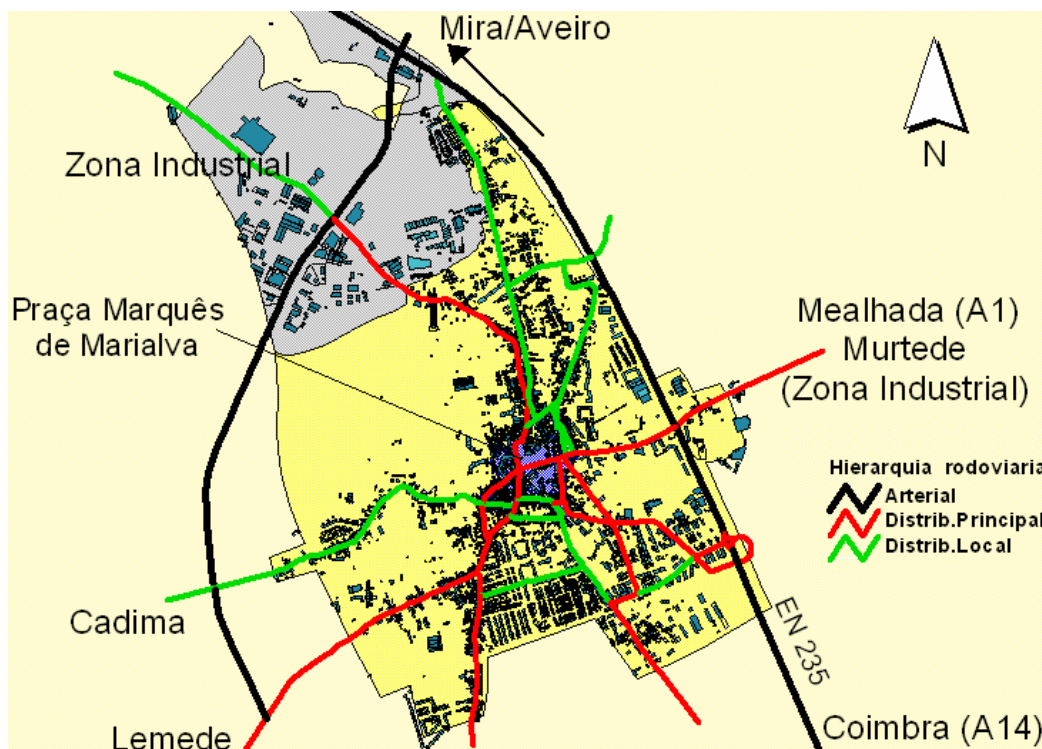 Mira/Aveiro
N
Zona Industrial
Praça Marquês
de Marialva
Mealhada (A1)
Murtede
(Zona Industrial)
Hierarquia rodoviaria
Arterial
Distrib.Principal
Distrib.Local
Cadima
EN 235
Lemede
Coimbra (A14)